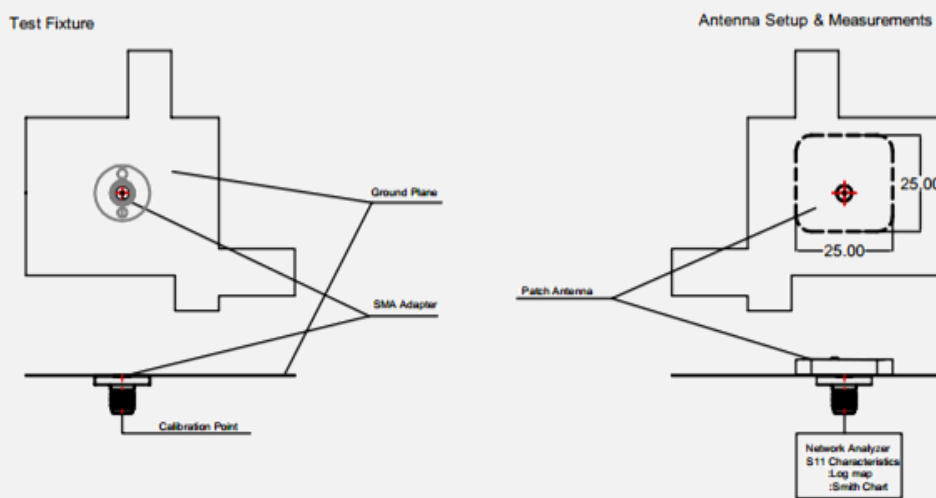 Test Fixture
Antenna Setup & Measurements
Ground Plane
25.00
25.00
Patch Antenna
SMA Adapter
Calibration Point
Network Analyzer
S11 Characteristics
:Log map
:Smith Chart